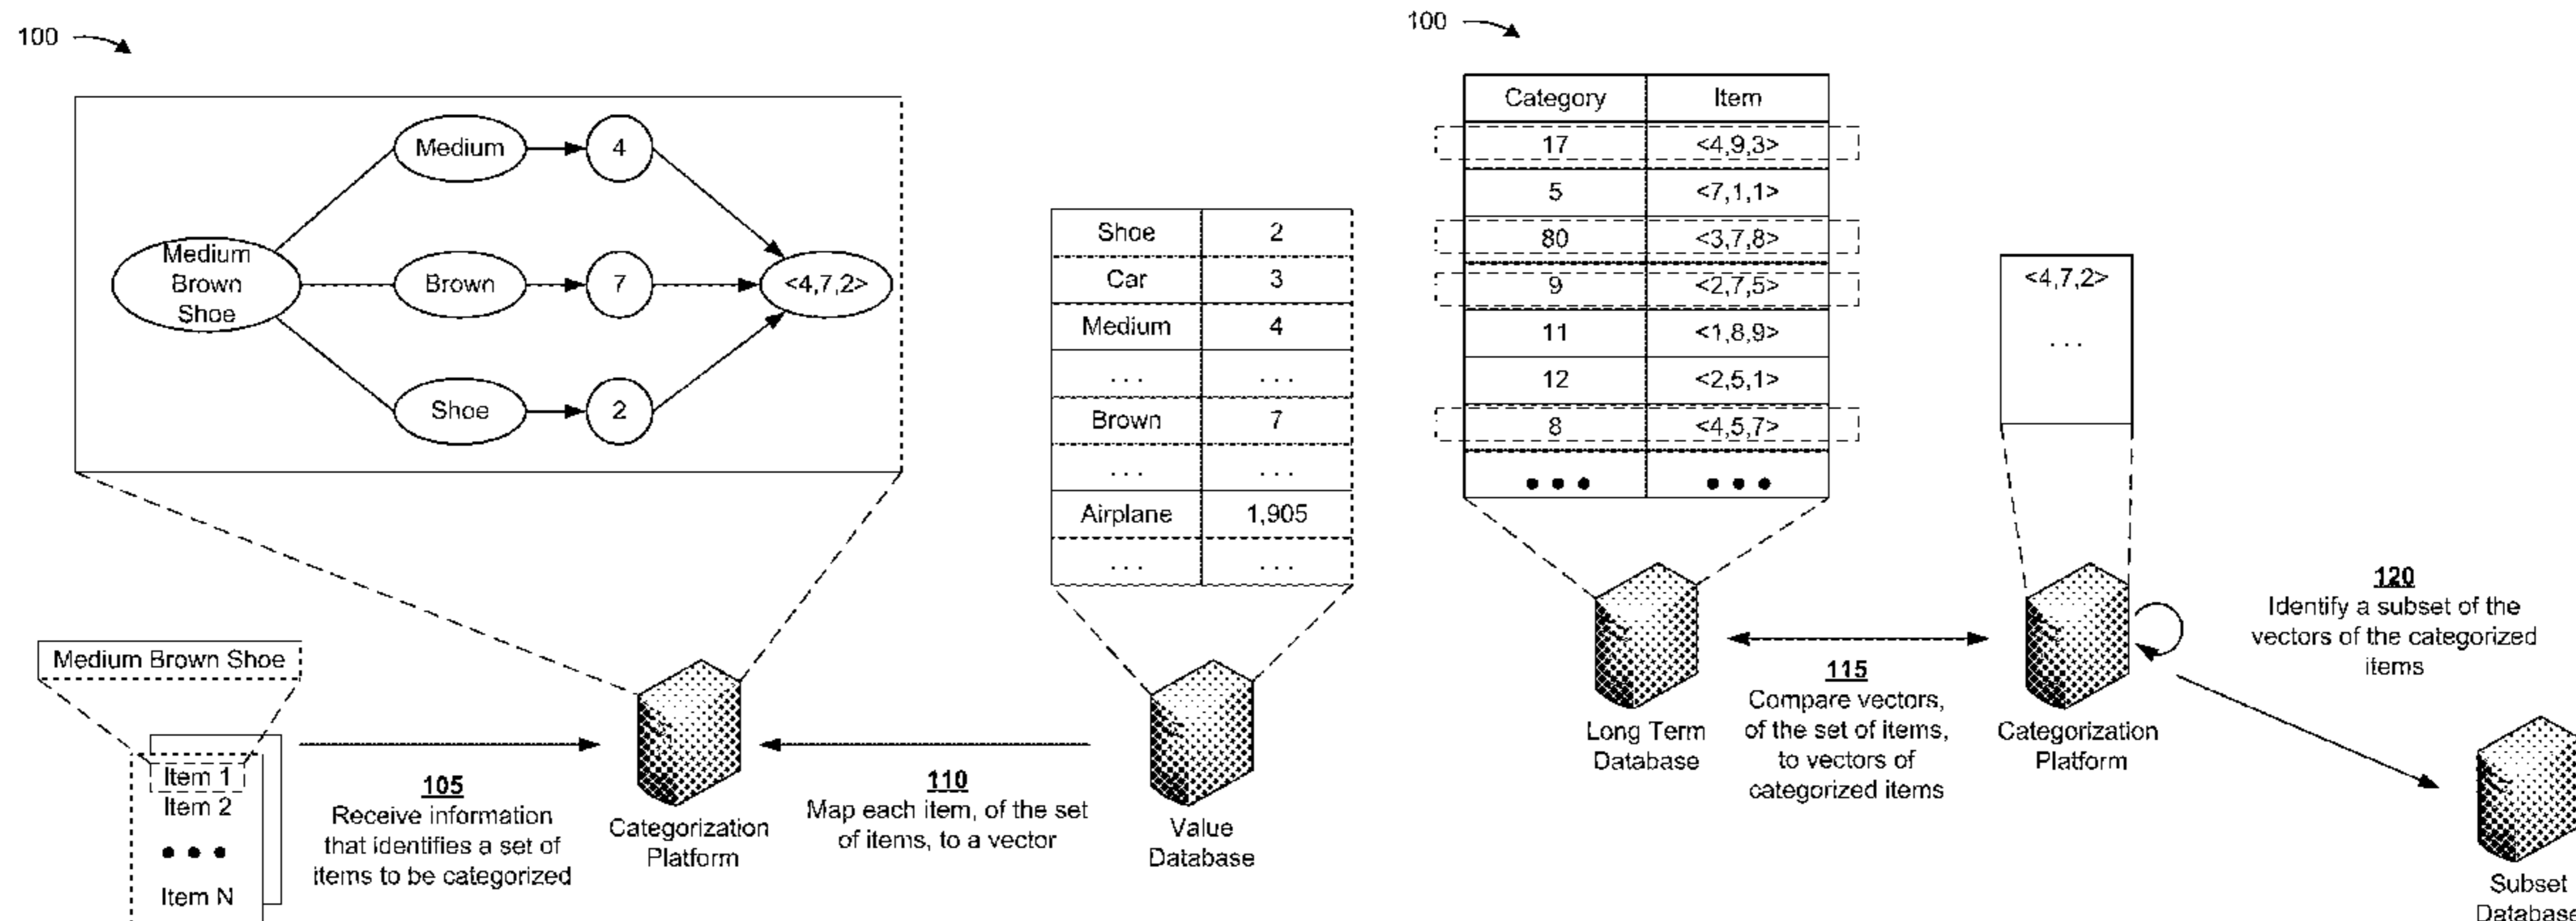 100
Medium
4
Medium
Brown
Shoe
Brown
7
<4,7,2>
Shoe
2
Shoe 2
Car 3
Medium 4
... ...
Brown 7
... ...
Airplane 1,905
... ...
Medium Brown Shoe
Item 1
Item 2
Item N
105
Receive information
that identifies a set of
items to be categorized
Categorization
Platform
110
Map each item, of the set
of items, to a vector
Value
Database
100
Category Item
17 <4,9,3>
5 <7,1,1>
80 <3,7,8>
9 <2,7,5>
11 <1,8,9>
12 <2,5,1>
8 <4,5,7>
<4,7,2>
...
Long Term
Database
115
Compare vectors,
of the set of items,
to vectors of
categorized items
Categorization
Platform
120
Identify a subset of the
vectors of the categorized
items
Subset
Database